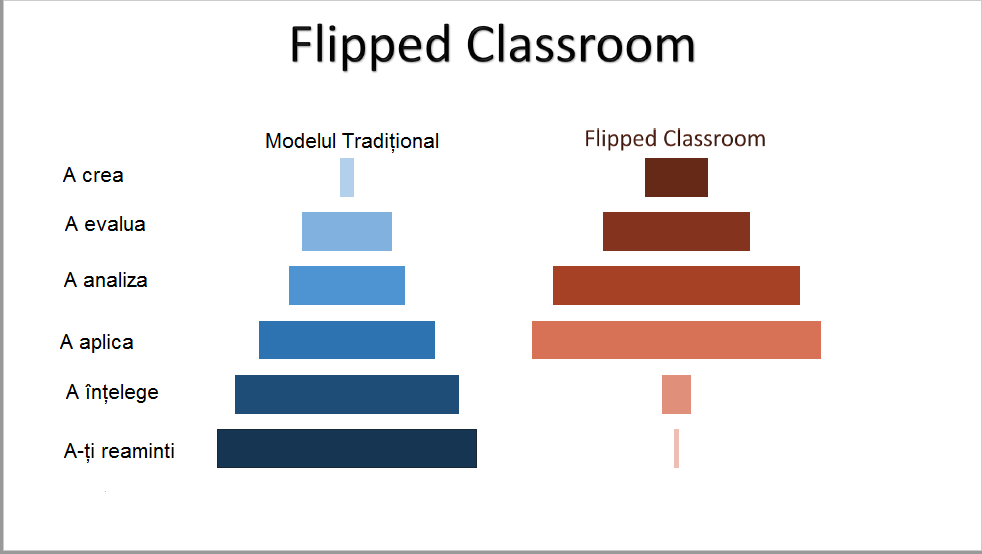 Flipped Classroom
Modelul Tradițional
Flipped Classroom
A crea
A evalua
A analiza
A aplica
A înțelege
A-ți reaminti